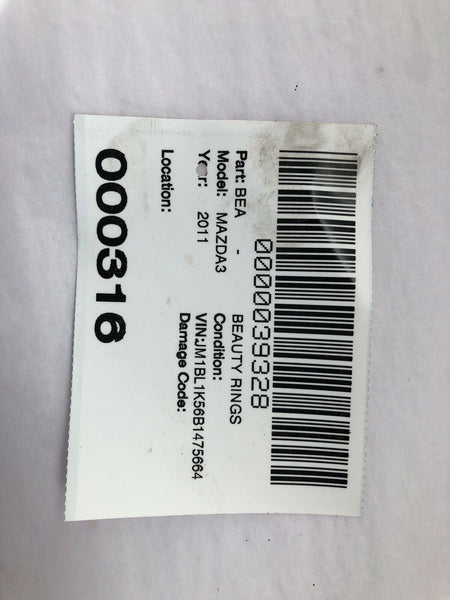 0000039328
Part: BEA - BEAUTY RINGS
Model: MAZDA3 Condition:
Year: 2011 VIN:JM1BL1K56B1475664
Damage Code:
Location:
000316